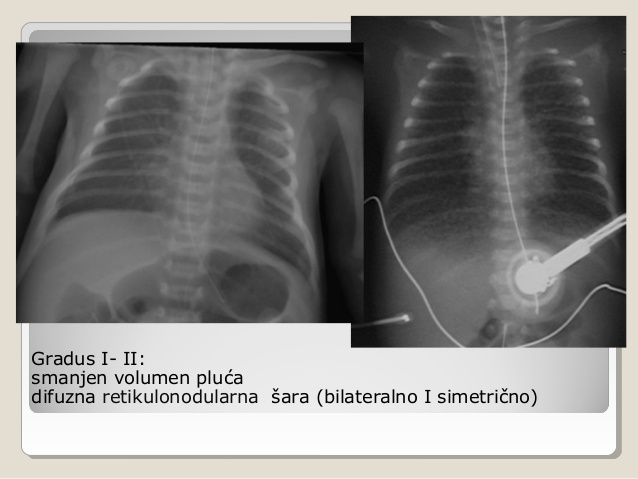 Gradus I- II:
smanjen volumen pluća
difuzna retikulonodularna šara (bilateralno I simetrično)